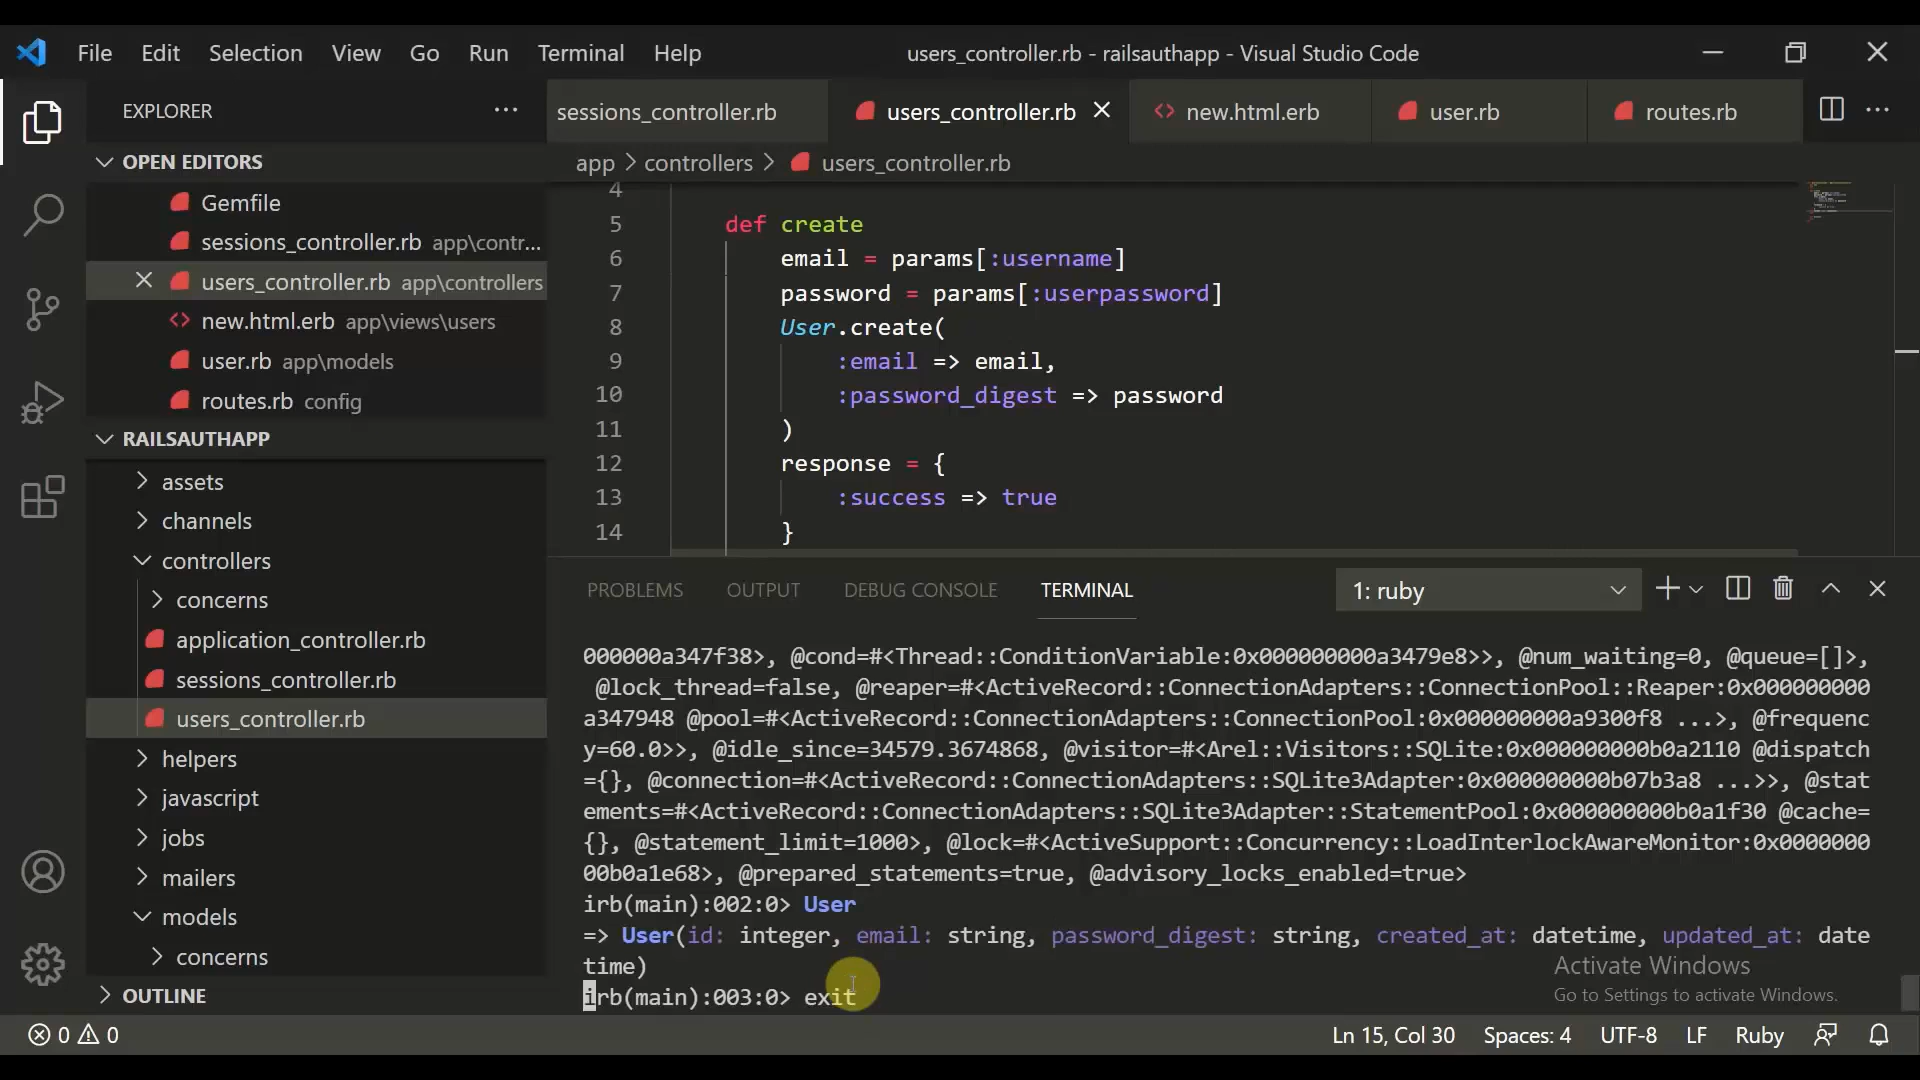 File Edit Selection View Go Run Terminal Help users_controller.rb - railsauthapp - Visual Studio Code
EXPLORER
sessions_controller.rb users_controller.rb new.html.erb user.rb routes.rb
OPEN EDITORS
app > controllers > users_controller.rb
Gemfile
sessions_controller.rb app\contr...
users_controller.rb app\controllers
new.html.erb app\views\users
user.rb app\models
routes.rb config
RAILSAUTHAPP
assets
channels
controllers
concerns
application_controller.rb
sessions_controller.rb
users_controller.rb
helpers
javascript
jobs
mailers
models
concerns
OUTLINE
4
5 def create
6 email = params[:username]
7 password = params[:userpassword]
8 User.create(
9 :email => email,
10 :password_digest => password
11 )
12 response = {
13 :success => true
14 }
PROBLEMS OUTPUT DEBUG CONSOLE TERMINAL 1: ruby
000000a347f38>, @cond=#<Thread::ConditionVariable:0x000000000a3479e8>>, @num_waiting=0, @queue=[]>,
@lock_thread=false, @reaper=#<ActiveRecord::ConnectionAdapters::ConnectionPool::Reaper:0x000000000
a347948 @pool=#<ActiveRecord::ConnectionAdapters::ConnectionPool:0x000000000a9300f8 ...>, @frequenc
y=60.0>>, @idle_since=34579.3674868, @visitor=#<Arel::Visitors::SQLite:0x000000000b0a2110 @dispatch
={}, @connection=#<ActiveRecord::ConnectionAdapters::SQLite3Adapter:0x000000000b07b3a8 ...>>, @stat
ements=#<ActiveRecord::ConnectionAdapters::SQLite3Adapter::StatementPool:0x000000000b0a1f30 @cache=
{}, @statement_limit=1000>, @lock=#<ActiveSupport::Concurrency::LoadInterlockAwareMonitor:0x0000000
00b0a1e68>, @prepared_statements=true, @advisory_locks_enabled=true>
irb(main):002:0> User
=> User(id: integer, email: string, password_digest: string, created_at: datetime, updated_at: date
time)
irb(main):003:0> exit
Activate Windows
Go to Settings to activate Windows.
0 0 Ln 15, Col 30 Spaces: 4 UTF-8 LF Ruby